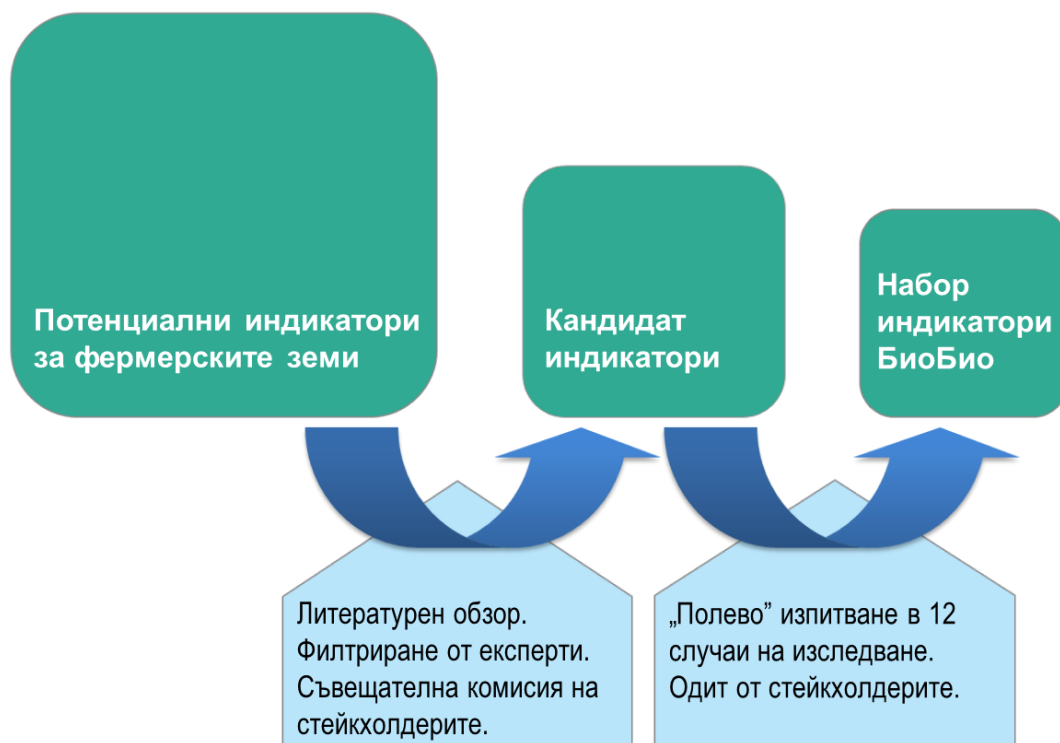 Потенциални индикатори
за фермерските земи
Кандидат
индикатори
Набор
индикатори
БиоБио
Литературен обзор.
Филтриране от експерти.
Съвещателна комисия на
стейкхолдерите.
„Полево” изпитване в 12
случаи на изследване.
Одит от стейкхолдерите.